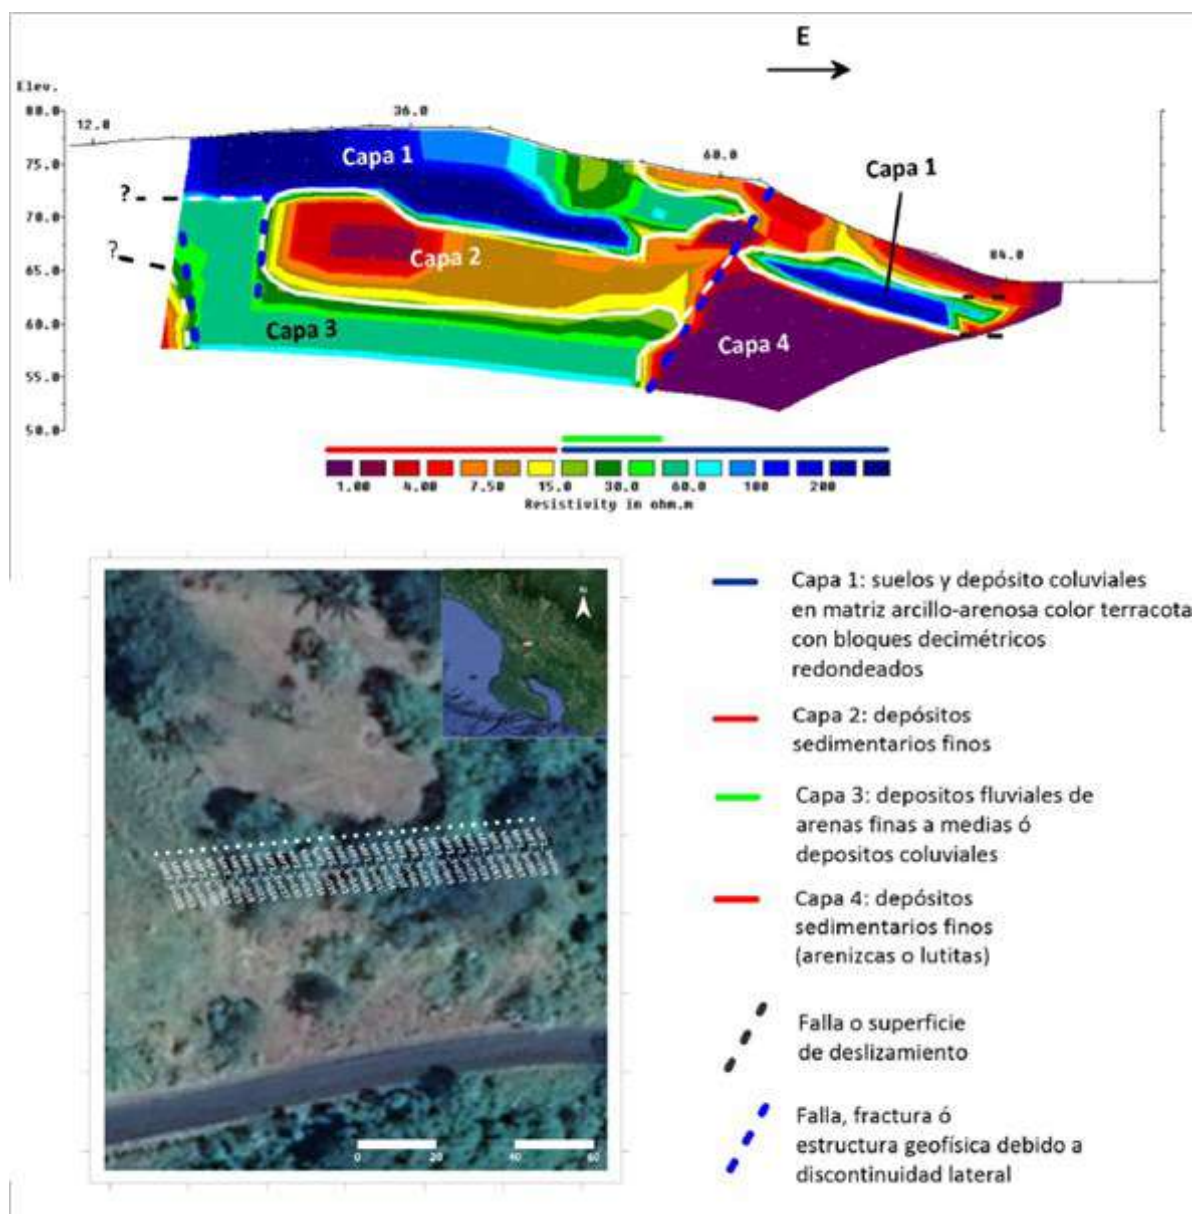 E
Elev.
80.0
12.0
36.0
Capa 1
75.0
60.0
Capa 1
?
70.0
Capa 2
84.0
?
65.0
60.0
Capa 3
Capa 4
55.0
50.0
1.00 4.00 7.50 15.0 30.0 60.0 100 200
Resistivity in ohm.m
N
0 20 40 60
Capa 1: suelos y depósito coluviales
en matriz arcillo-arenosa color terracota
con bloques decimétricos
redondeados
Capa 2: depósitos
sedimentarios finos
Capa 3: depositos fluviales de
arenas finas a medias ó
depositos coluviales
Capa 4: depósitos
sedimentarios finos
(arenizcas o lutitas)
Falla o superficie
de deslizamiento
Falla, fractura ó
estructura geofísica debido a
discontinuidad lateral